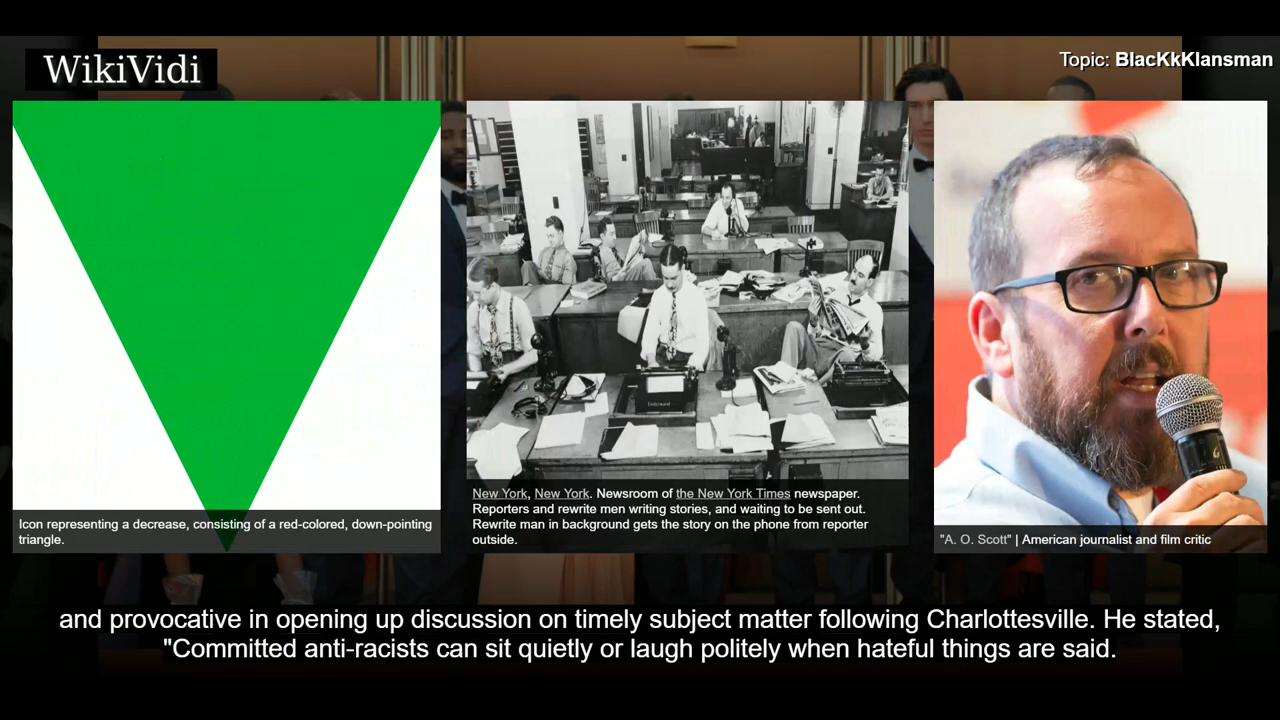 WikiVidi
Topic: BlacKkKlansman
Icon representing a decrease, consisting of a red-colored, down-pointing
triangle.
New York, New York. Newsroom of the New York Times newspaper.
Reporters and rewrite men writing stories, and waiting to be sent out.
Rewrite man in background gets the story on the phone from reporter
outside.
"A. O. Scott" | American journalist and film critic
and provocative in opening up discussion on timely subject matter following Charlottesville. He stated,
"Committed anti-racists can sit quietly or laugh politely when hateful things are said.